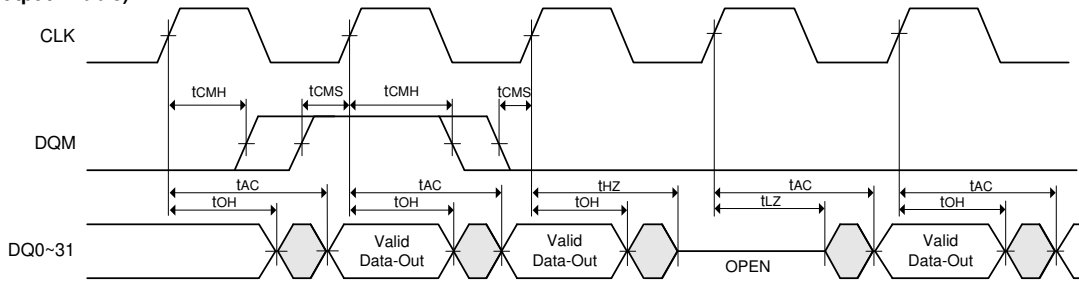 CLK
tCMH
tCMS
tCMH
tCMS
DQM
tAC
tAC
tHZ
tAC
tAC
tOH
tOH
tOH
tLZ
tOH
DQ0~31
Valid
Data-Out
Valid
Data-Out
OPEN
Valid
Data-Out